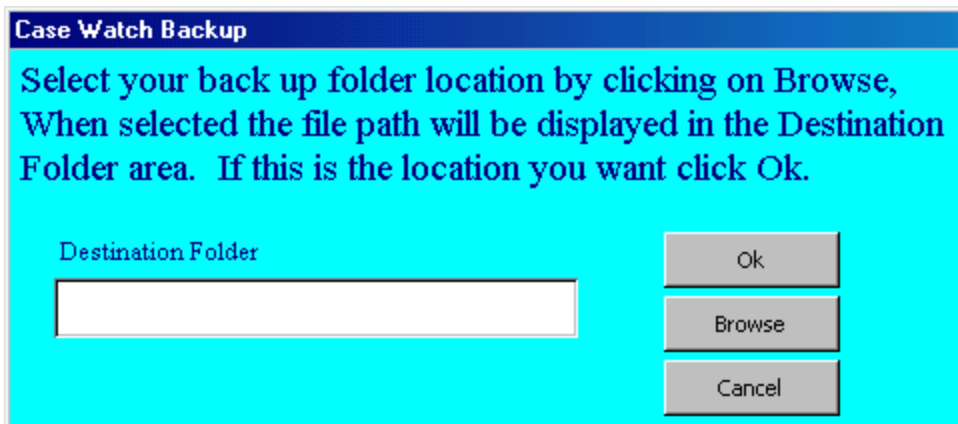 Case Watch Backup
Select your back up folder location by clicking on Browse,
When selected the file path will be displayed in the Destination
Folder area.  If this is the location you want click Ok.
Destination Folder
Ok
Browse
Cancel